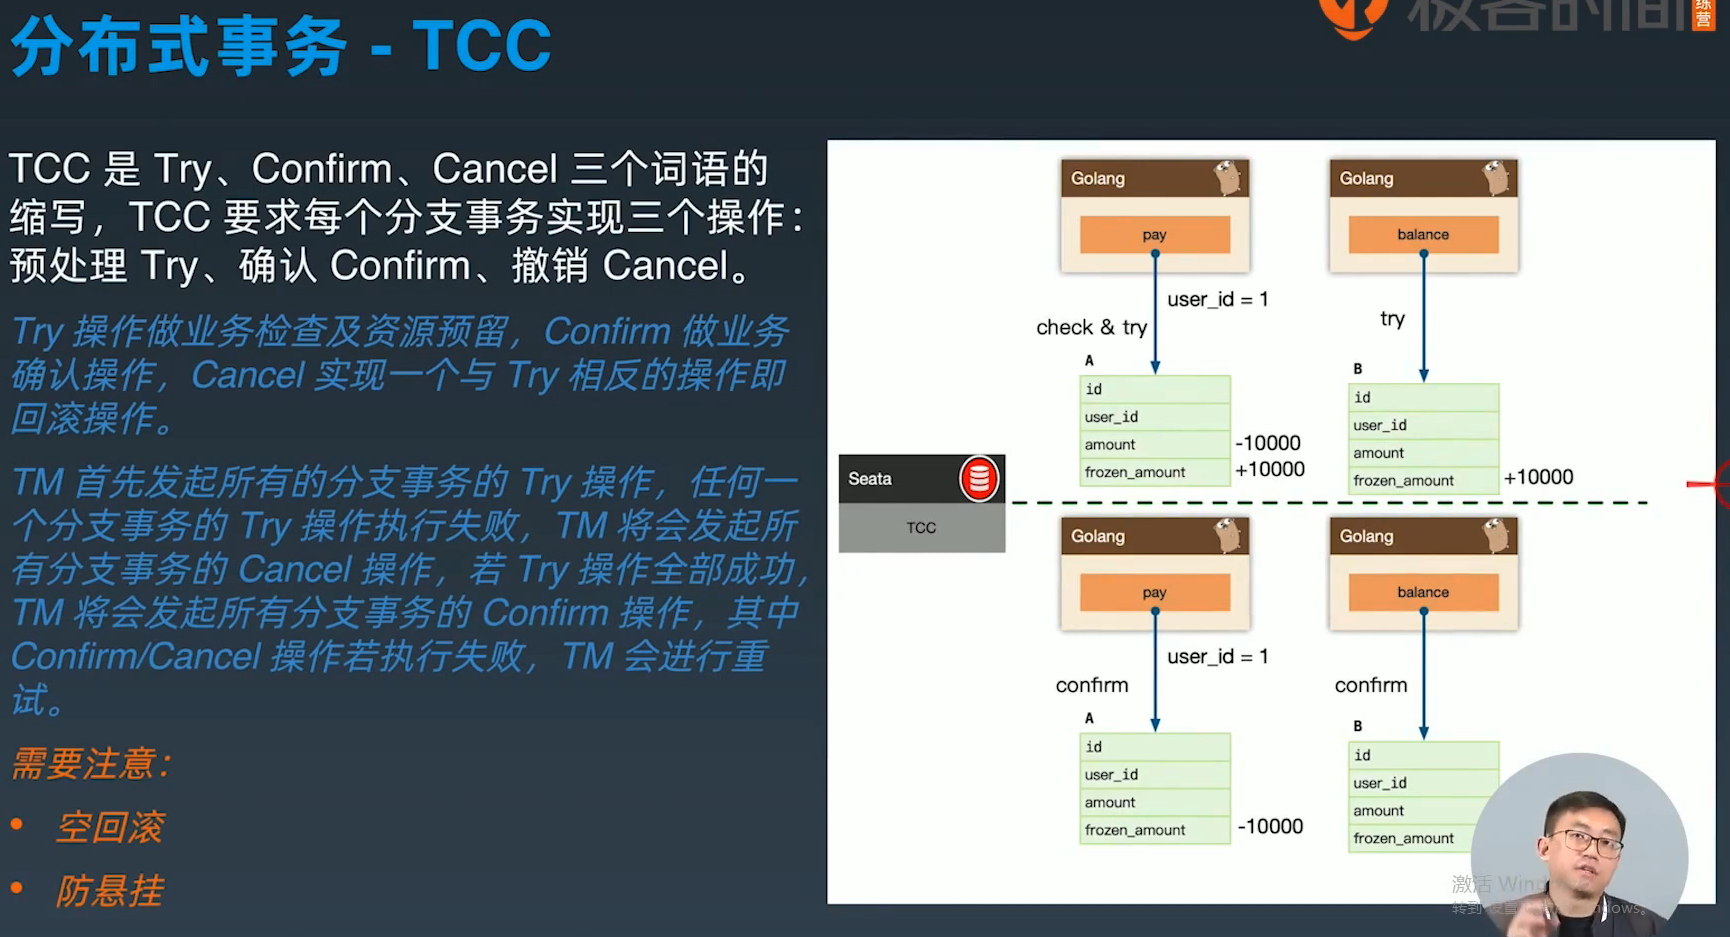 分布式事务 - TCC
极客时间
TCC 是 Try、Confirm、Cancel 三个词语的
缩写，TCC 要求每个分支事务实现三个操作：
预处理 Try、确认 Confirm、撤销 Cancel。
Try 操作做业务检查及资源预留，Confirm 做业务
确认操作，Cancel 实现一个与 Try 相反的操作即
回滚操作。
TM 首先发起所有的分支事务的 Try 操作，任何一
个分支事务的 Try 操作执行失败，TM 将会发起所
有分支事务的 Cancel 操作，若 Try 操作全部成功，
TM 将会发起所有分支事务的 Confirm 操作，其中
Confirm/Cancel 操作若执行失败，TM 会进行重
试。
需要注意：
• 空回滚
• 防悬挂
Seata
TCC
Golang
pay
user_id = 1
check & try
A
id
user_id
amount
-10000
frozen_amount
+10000
Golang
balance
try
B
id
user_id
amount
frozen_amount
+10000
Golang
pay
user_id = 1
confirm
A
id
user_id
amount
frozen_amount
-10000
Golang
balance
confirm
B
id
user_id
amount
frozen_amount
激活 Wind
转到